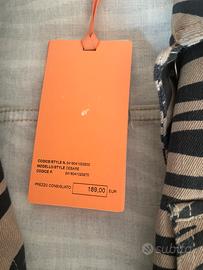 CODICE/STYLE N.
MODELLO/STYLE CESARE
CODICE P.
PREZZO CONSIGLIATO 189,00 EUR
subito